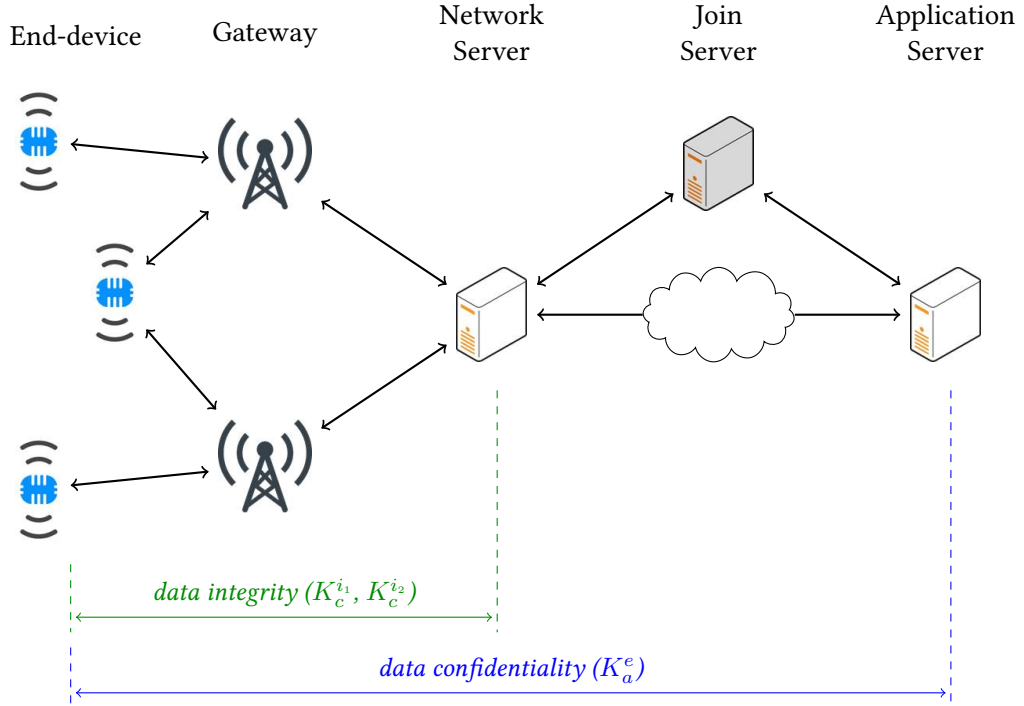 End-device
Gateway
Network
Server
Join
Server
Application
Server
data integrity ($K_c^{i_1}$, $K_c^{i_2}$)
data confidentiality ($K_a^e$)